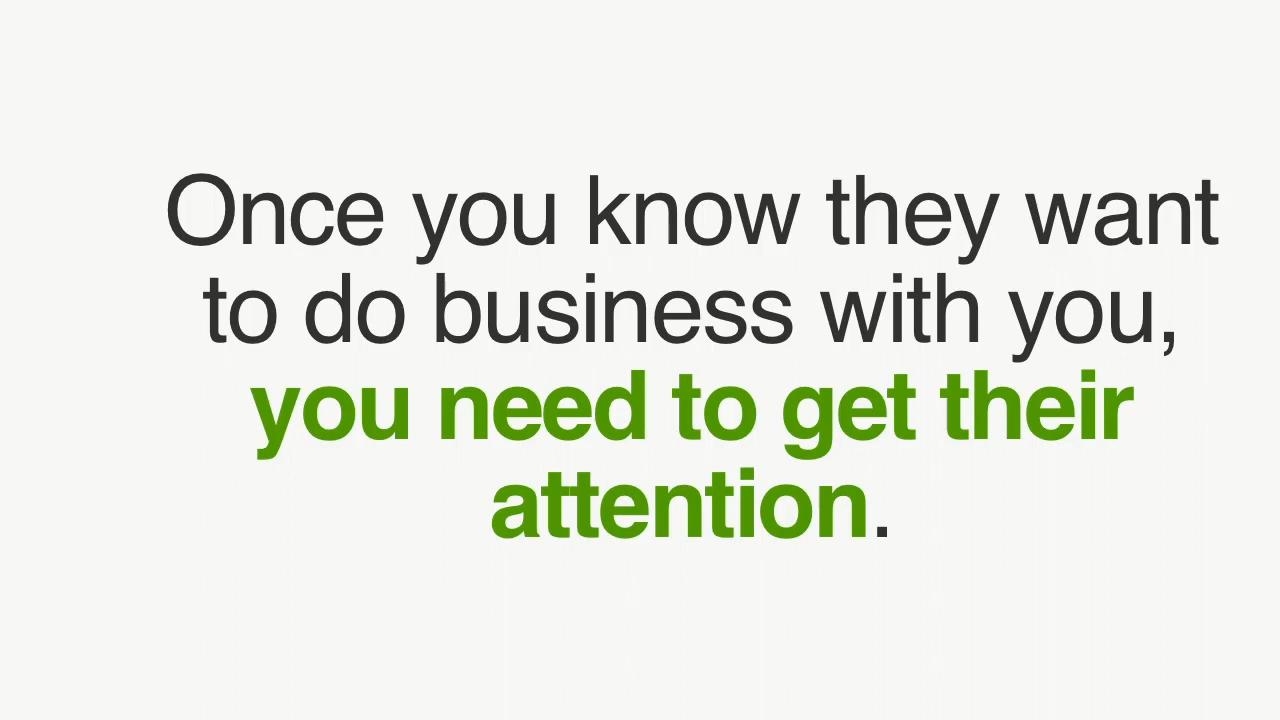 Once you know they want
to do business with you,
you need to get their
attention.